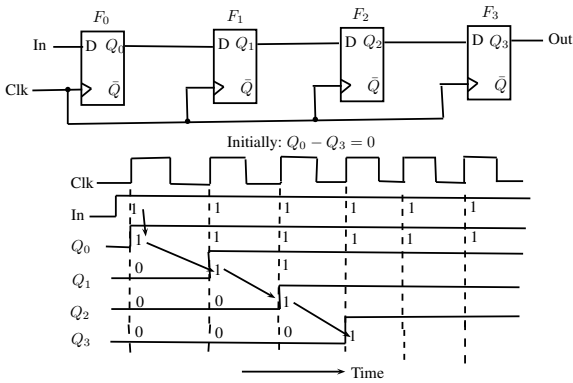 F₀ F₁ F₂ F₃
In D Q₀ D Q₁ D Q₂ D Q₃ Out
Clk Q̄ Q̄ Q̄ Q̄
Initially: Q₀ − Q₃ = 0
Clk
In 1 1 1 1 1 1
Q₀ 1 1 1 1 1 1
Q₁ 0 1 1
Q₂ 0 0 1
Q₃ 0 0 0 1
Time